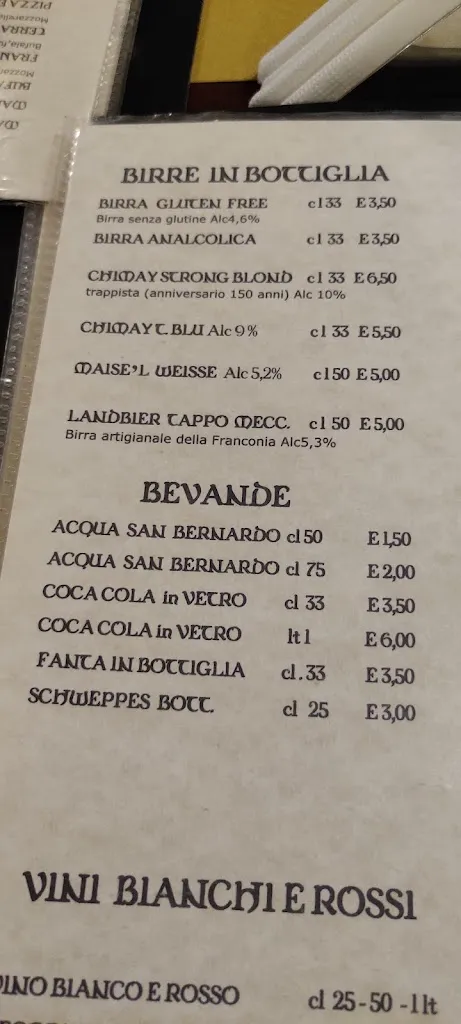 BIRRE IN BOTTIGLIA
BIRRA GLUTEN FREE cl 33 E 3,50
Birra senza glutine Alc4,6%
BIRRA ANALCOLICA cl 33 E 3,50
CHIMAY STRONG BLOND cl 33 E 6,50
trappista (anniversario 150 anni) Alc 10%
CHIMAY T. BLU Alc 9% cl 33 E 5,50
MAISE'L WEISSE Alc 5,2% cl 50 E 5,00
LANDBIER TAPPO MECC. cl 50 E 5,00
Birra artigianale della Franconia Alc5,3%
BEVANDE
ACQUA SAN BERNARDO cl 50 E 1,50
ACQUA SAN BERNARDO cl 75 E 2,00
COCA COLA in VETRO cl 33 E 3,50
COCA COLA in VETRO lt 1 E 6,00
FANTA IN BOTTIGLIA cl.33 E 3,50
SCHWEPPES BOTT. cl 25 E 3,00
VINI BIANCHI E ROSSI
VINO BIANCO E ROSSO cl 25 - 50 - 1 lt